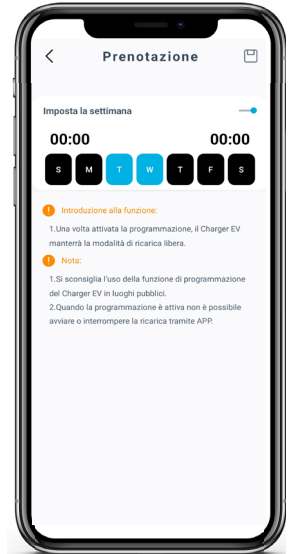 Prenotazione
Imposta la settimana
00:00 00:00
S M T W T F S
! Introduzione alla funzione:
1.Una volta attivata la programmazione, il Charger EV
manterrà la modalità di ricarica libera.
! Nota:
1.Si sconsiglia l'uso della funzione di programmazione
del Charger EV in luoghi pubblici.
2.Quando la programmazione è attiva non è possibile
avviare o interrompere la ricarica tramite APP.